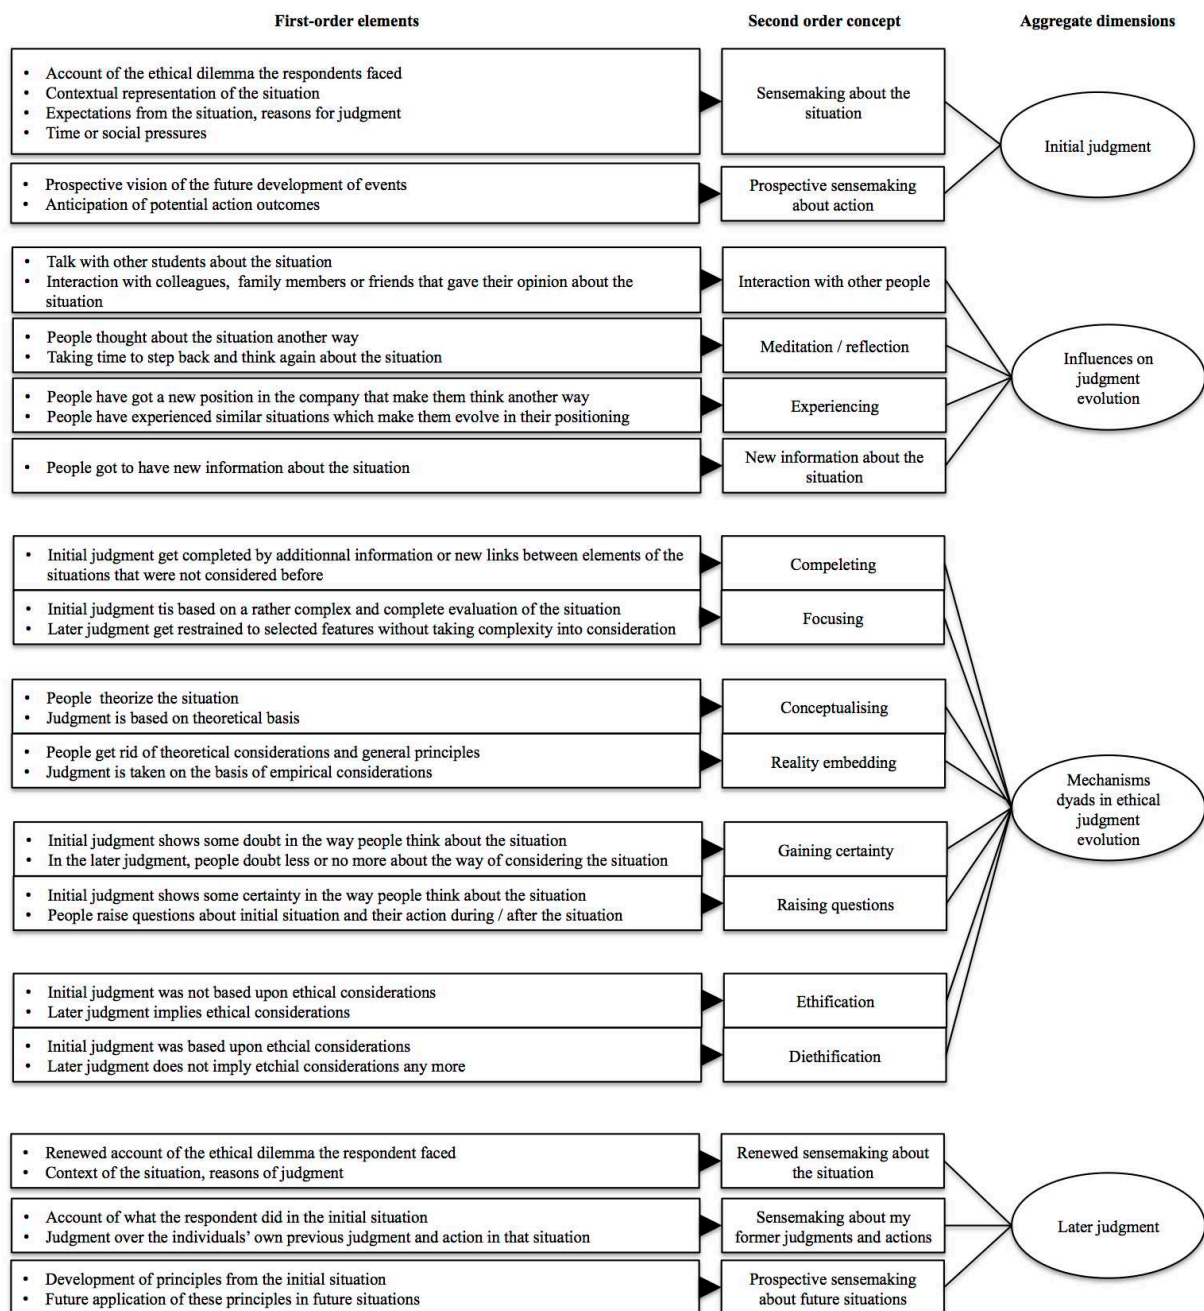 First-order elements
Second order concept
Aggregate dimensions
• Account of the ethical dilemma the respondents faced
• Contextual representation of the situation
• Expectations from the situation, reasons for judgment
• Time or social pressures
Sensemaking about the
situation
Initial judgment
• Prospective vision of the future development of events
• Anticipation of potential action outcomes
Prospective sensemaking
about action
• Talk with other students about the situation
• Interaction with colleagues, family members or friends that gave their opinion about the
situation
Interaction with other people
• People thought about the situation another way
• Taking time to step back and think again about the situation
Meditation / reflection
Influences on
judgment
evolution
• People have got a new position in the company that make them think another way
• People have experienced similar situations which make them evolve in their positioning
Experiencing
• People got to have new information about the situation
New information about the
situation
• Initial judgment get completed by additionnal information or new links between elements of the
situations that were not considered before
Compeleting
• Initial judgment tis based on a rather complex and complete evaluation of the situation
• Later judgment get restrained to selected features without taking complexity into consideration
Focusing
• People theorize the situation
• Judgment is based on theoretical basis
Conceptualising
• People get rid of theoretical considerations and general principles
• Judgment is taken on the basis of empirical considerations
Reality embedding
Mechanisms
dyads in ethical
judgment
evolution
• Initial judgment shows some doubt in the way people think about the situation
• In the later judgment, people doubt less or no more about the way of considering the situation
Gaining certainty
• Initial judgment shows some certainty in the way people think about the situation
• People raise questions about initial situation and their action during / after the situation
Raising questions
• Initial judgment was not based upon ethical considerations
• Later judgment implies ethical considerations
Ethification
• Initial judgment was based upon ethcial considerations
• Later judgment does not imply etchial considerations any more
Diethification
• Renewed account of the ethical dilemma the respondent faced
• Context of the situation, reasons of judgment
Renewed sensemaking about
the situation
• Account of what the respondent did in the initial situation
• Judgment over the individuals' own previous judgment and action in that situation
Sensemaking about my
former judgments and actions
Later judgment
• Development of principles from the initial situation
• Future application of these principles in future situations
Prospective sensemaking
about future situations